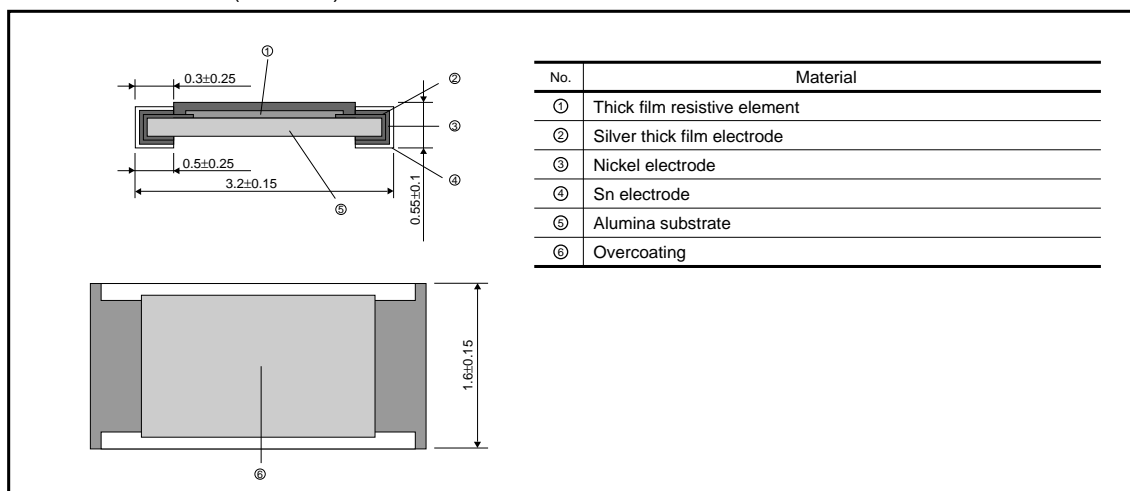 ①
0.3±0.25
②
③
0.5±0.25
④
3.2±0.15
⑤
0.55±0.1
1.6±0.15
⑥
No. Material
① Thick film resistive element
② Silver thick film electrode
③ Nickel electrode
④ Sn electrode
⑤ Alumina substrate
⑥ Overcoating